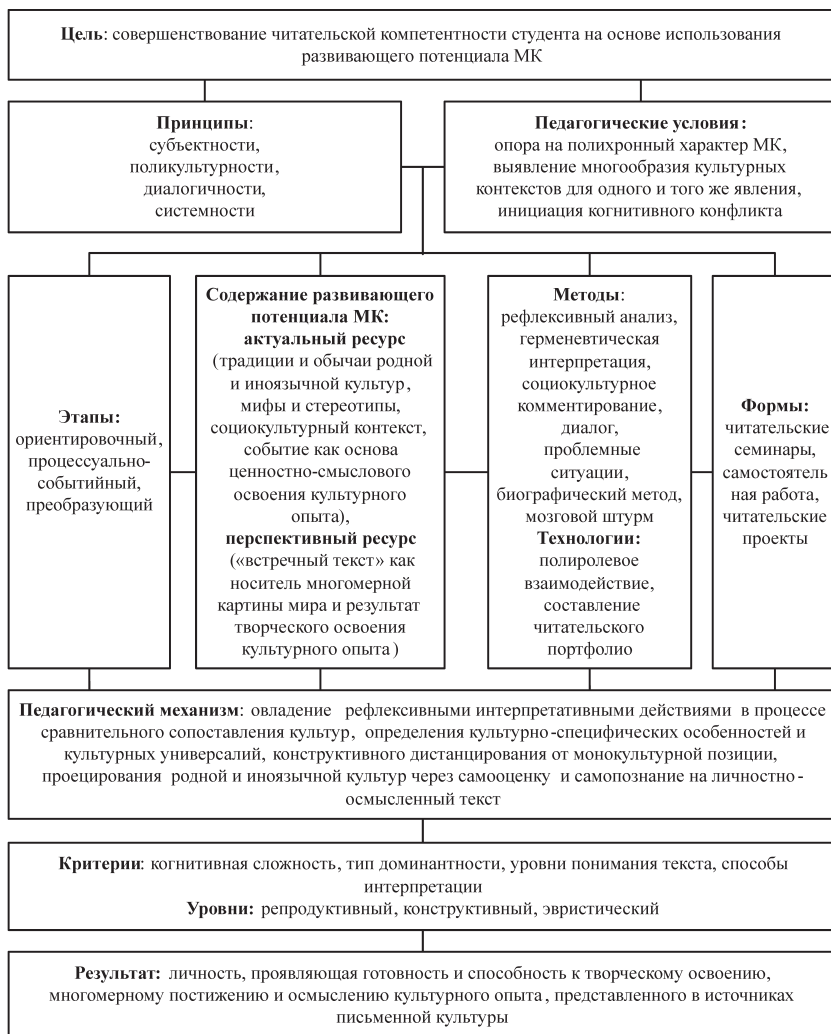 Цель: совершенствование читательской компетентности студента на основе использования
развивающего потенциала МК
Принципы:
субъектности,
поликультурности,
диалогичности,
системности
Педагогические условия:
опора на полихронный характер МК,
выявление многообразия культурных
контекстов для одного и того же явления,
инициация когнитивного конфликта
Этапы:
ориентировочный,
процессуально-
событийный,
преобразующий
Содержание развивающего
потенциала МК:
актуальный ресурс
(традиции и обычаи родной
и иноязычной культур,
мифы и стереотипы,
социокультурный контекст,
событие как основа
ценностно-смыслового
освоения культурного
опыта),
перспективный ресурс
(«встречный текст» как
носитель многомерной
картины мира и результат
творческого освоения
культурного опыта)
Методы:
рефлексивный анализ,
герменевтическая
интерпретация,
социокультурное
комментирование,
диалог,
проблемные
ситуации,
биографический метод,
мозговой штурм
Технологии:
полиролевое
взаимодействие,
составление
читательского
портфолио
Формы:
читательские
семинары,
самостоятель
ная работа,
читательские
проекты
Педагогический механизм: овладение рефлексивными интерпретативными действиями в процессе
сравнительного сопоставления культур, определения культурно-специфических особенностей и
культурных универсалий, конструктивного дистанцирования от монокультурной позиции,
проецирования родной и иноязычной культур через самооценку и самопознание на личностно-
осмысленный текст
Критерии: когнитивная сложность, тип доминантности, уровни понимания текста, способы
интерпретации
Уровни: репродуктивный, конструктивный, эвристический
Результат: личность, проявляющая готовность и способность к творческому освоению,
многомерному постижению и осмыслению культурного опыта, представленного в источниках
письменной культуры